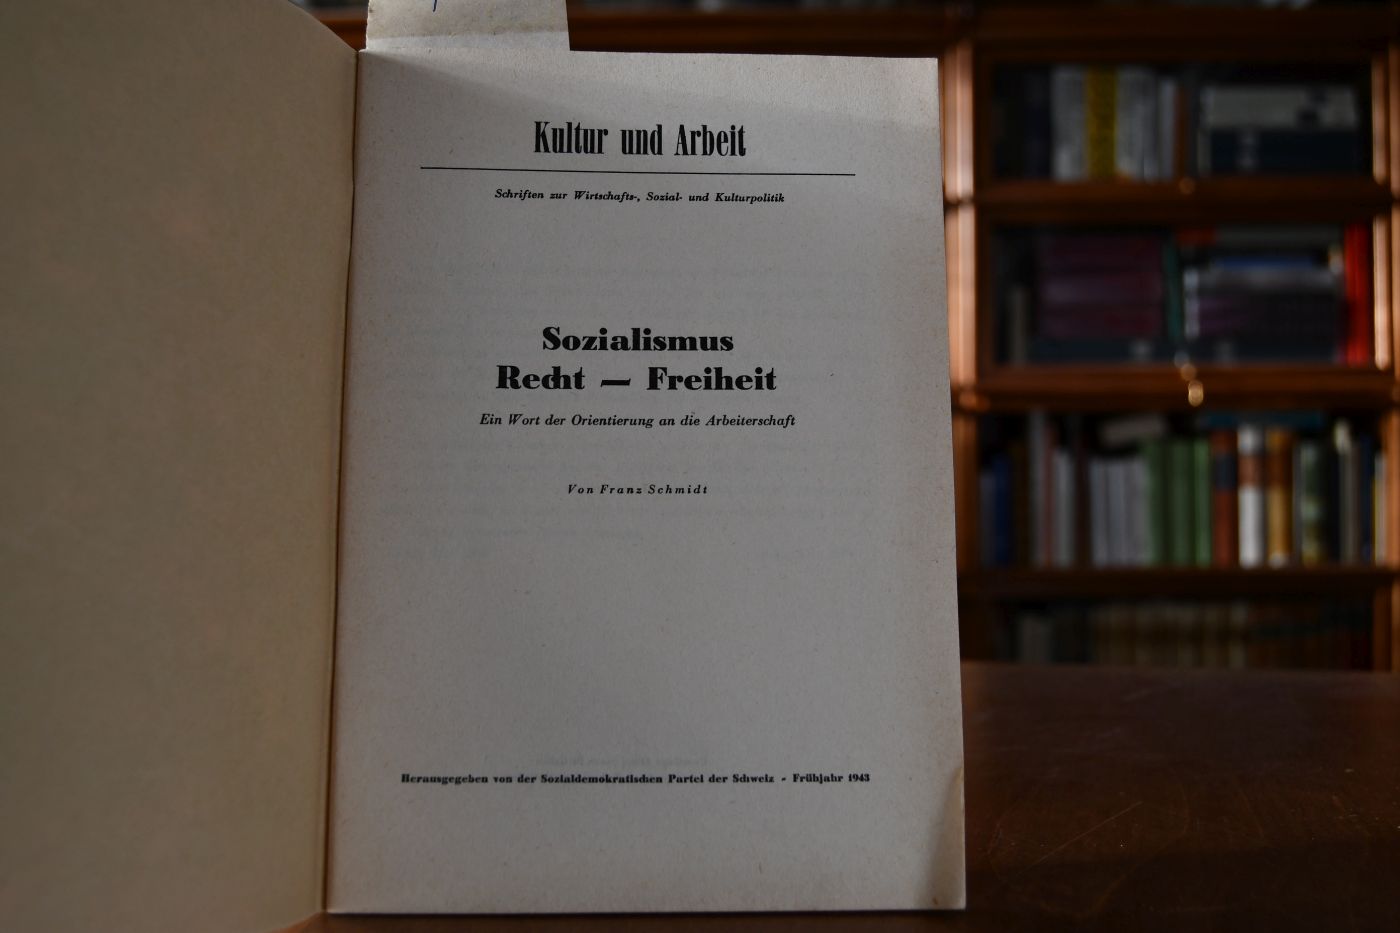 Kultur und Arbeit
Schriften zur Wirtschafts-, Sozial- und Kulturpolitik
Sozialismus
Recht — Freiheit
Ein Wort der Orientierung an die Arbeiterschaft
Von Franz Schmidt
Herausgegeben von der Sozialdemokratischen Partei der Schweiz - Frühjahr 1943